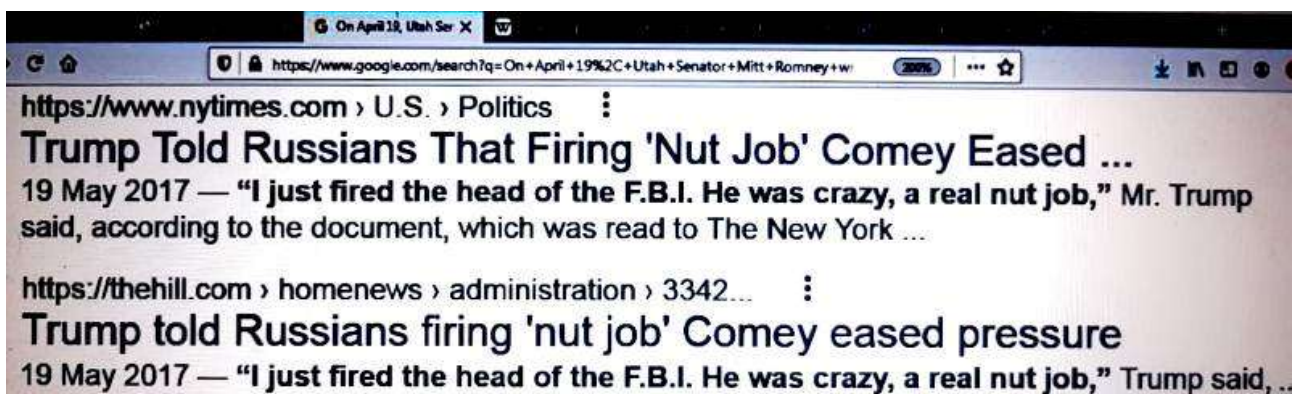 G On April 19, Utah Ser X W
https://www.google.com/search?q=On+April+19%2C+Utah+Senator+Mitt+Romney+w 200% ...
https://www.nytimes.com › U.S. › Politics
Trump Told Russians That Firing 'Nut Job' Comey Eased ...
19 May 2017 — “I just fired the head of the F.B.I. He was crazy, a real nut job,” Mr. Trump
said, according to the document, which was read to The New York ...
https://thehill.com › homenews › administration › 3342...
Trump told Russians firing 'nut job' Comey eased pressure
19 May 2017 — “I just fired the head of the F.B.I. He was crazy, a real nut job,” Trump said, ..